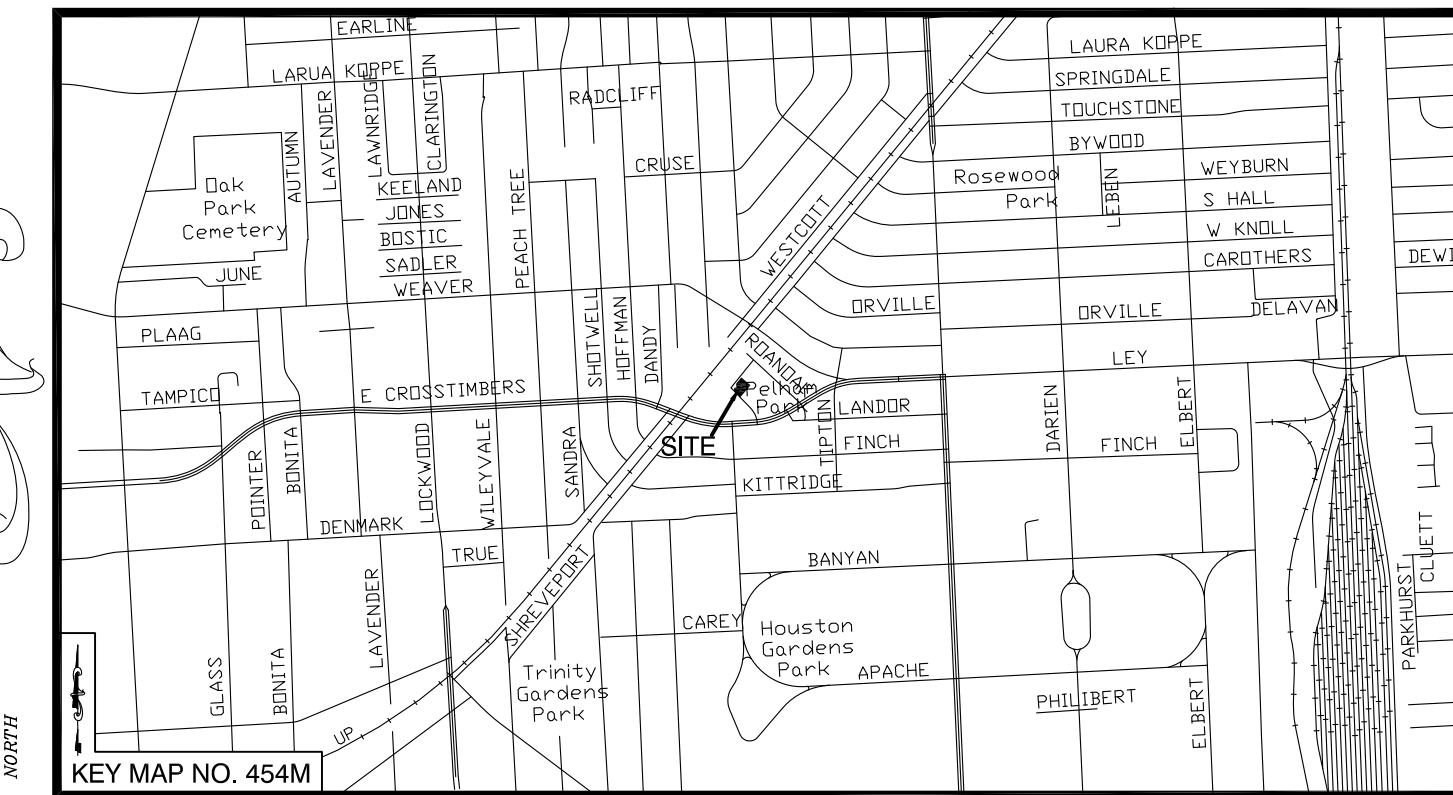 EARLINE
LARUA KOPPE
LAVENDER
LAWNRIDGE
CLARINGTON
AUTUMN
RADCLIFF
CRUSE
Oak
Park
Cemetery
KEELAND
JONES
BOSTIC
SADLER
WEAVER
PEACH TREE
JUNE
LAURA KOPPE
SPRINGDALE
TOUCHSTONE
BYWOOD
WEYBURN
Rosewood
Park
LEBEN
S HALL
W KNOLL
CAROTHERS
DEWI
WESTCOTT
ORVILLE
ORVILLE
DELAVAN
PLAAG
SHOTWELL
HOFFMAN
DANDY
ROANOAK
LEY
TAMPICO
E CROSSTIMBERS
Pelham
Park
LANDOR
TIPTON
FINCH
DARIEN
FINCH
ELBERT
SITE
KITTRIDGE
POINTER
BONITA
LOCKWOOD
WILEYVALE
SANDRA
DENMARK
TRUE
SHREVEPORT
BANYAN
CLUETT
PARKHURST
LAVENDER
CAREY
Houston
Gardens
Park
APACHE
GLASS
BONITA
Trinity
Gardens
Park
PHILIBERT
ELBERT
UP
NORTH
KEY MAP NO. 454M